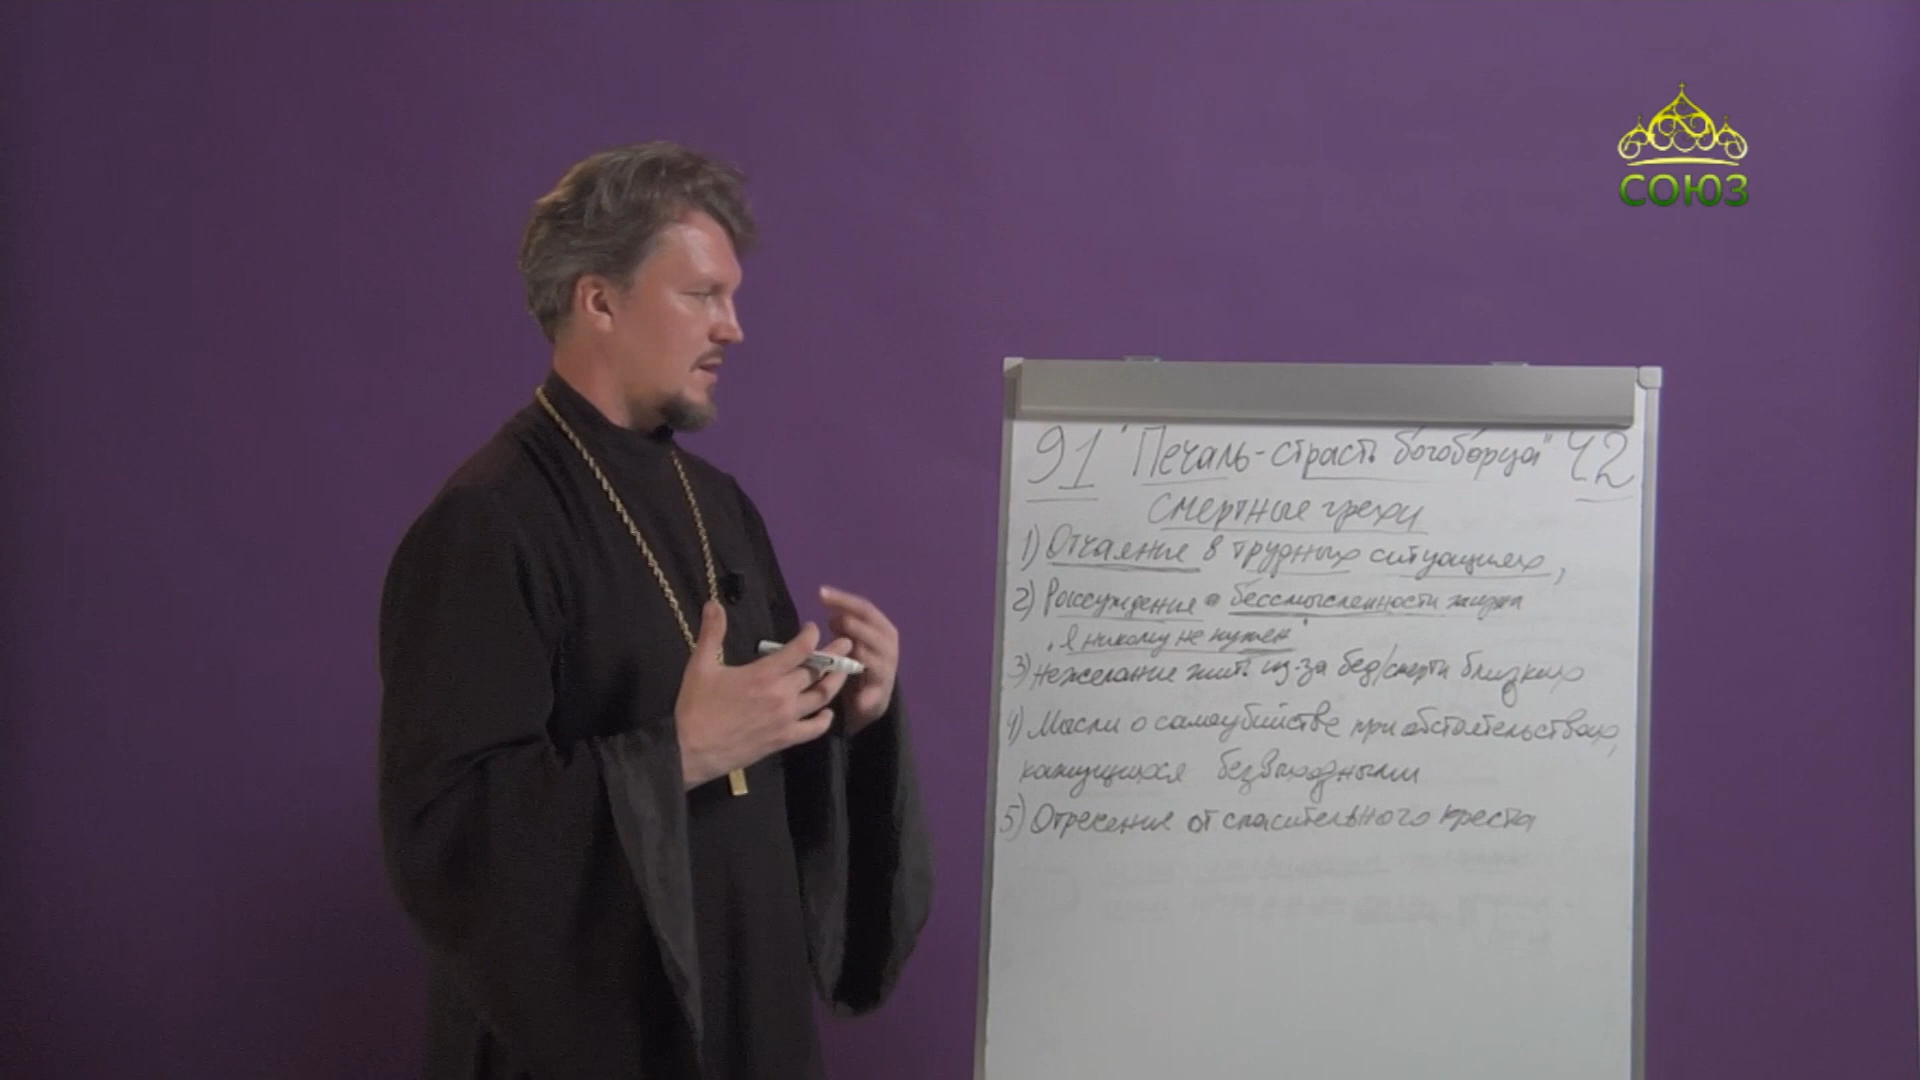 СОЮЗ
91 "Печаль-страсть богоборца" Ч2
Смертные грехи
1) Отчаяние в трудных ситуациях,
2) Рассуждения о бессмысленности жизни
"Я никому не нужен"
3) Нежелание жить из-за бед/смерти близких
4) Мысли о самоубийстве при обстоятельствах,
кажущихся безвыходными
5) Отречение от спасительного креста